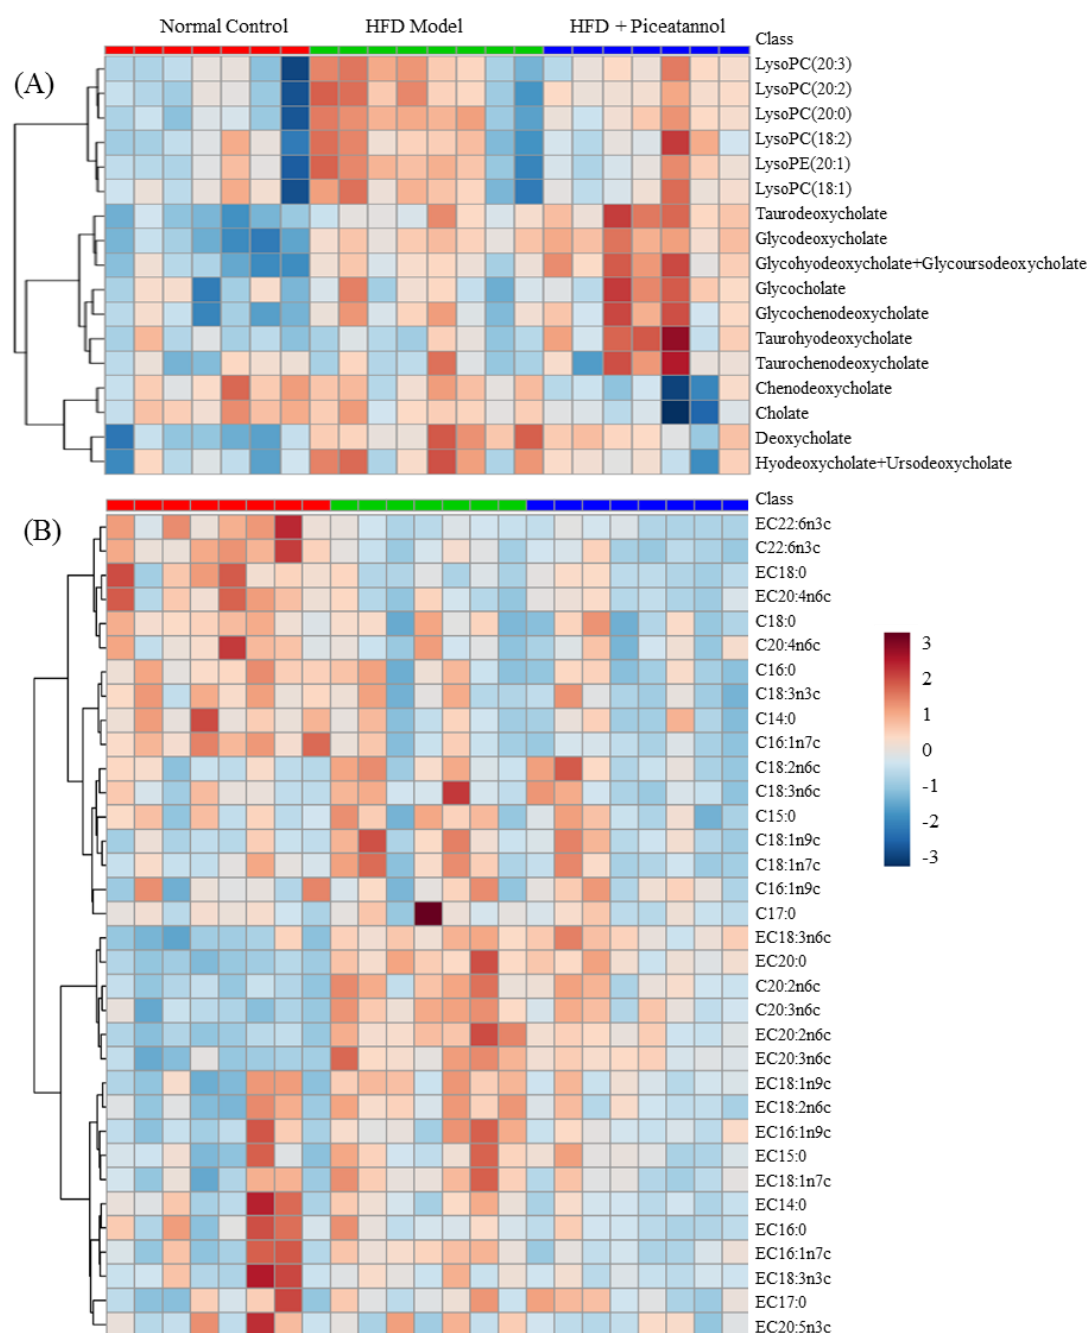 Normal Control HFD Model HFD + Piceatannol
Class
(A)
LysoPC(20:3)
LysoPC(20:2)
LysoPC(20:0)
LysoPC(18:2)
LysoPE(20:1)
LysoPC(18:1)
Taurodeoxycholate
Glycodeoxycholate
Glycohyodeoxycholate+Glycoursodeoxycholate
Glycocholate
Glycochenodeoxycholate
Taurohyodeoxycholate
Taurochenodeoxycholate
Chenodeoxycholate
Cholate
Deoxycholate
Hyodeoxycholate+Ursodeoxycholate
Class
(B)
EC22:6n3c
C22:6n3c
EC18:0
EC20:4n6c
C18:0
C20:4n6c
C16:0
C18:3n3c
C14:0
C16:1n7c
C18:2n6c
C18:3n6c
C15:0
C18:1n9c
C18:1n7c
C16:1n9c
C17:0
EC18:3n6c
EC20:0
C20:2n6c
C20:3n6c
EC20:2n6c
EC20:3n6c
EC18:1n9c
EC18:2n6c
EC16:1n9c
EC15:0
EC18:1n7c
EC14:0
EC16:0
EC16:1n7c
EC18:3n3c
EC17:0
EC20:5n3c
3
2
1
0
-1
-2
-3